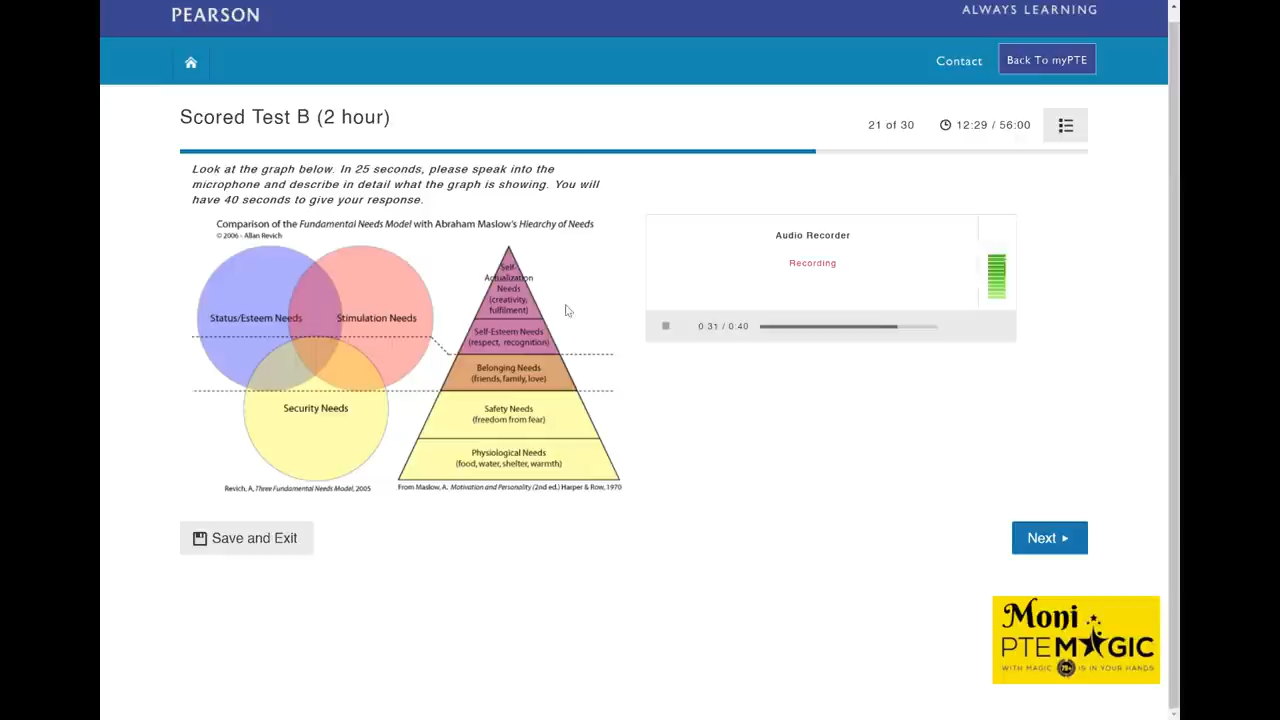 PEARSON
ALWAYS LEARNING
Contact
Back To myPTE
Scored Test B (2 hour)
21 of 30
12:29 / 56:00
Look at the graph below. In 25 seconds, please speak into the
microphone and describe in detail what the graph is showing. You will
have 40 seconds to give your response.
Comparison of the Fundamental Needs Model with Abraham Maslow's Hiearchy of Needs
© 2006 - Allan Revich
Status/Esteem Needs
Stimulation Needs
Security Needs
Revich, A, Three Fundamental Needs Model, 2005
Self-
Actualization
Needs
(creativity,
fulfilment)
Self-Esteem Needs
(respect, recognition)
Belonging Needs
(friends, family, love)
Safety Needs
(freedom from fear)
Physiological Needs
(food, water, shelter, warmth)
From Maslow, A. Motivation and Personality (2nd ed.) Harper & Row, 1970
Audio Recorder
Recording
0:31 / 0:40
Save and Exit
Next
Moni
PTEMAGIC
WITH MAGIC 79+ IS IN YOUR HANDS